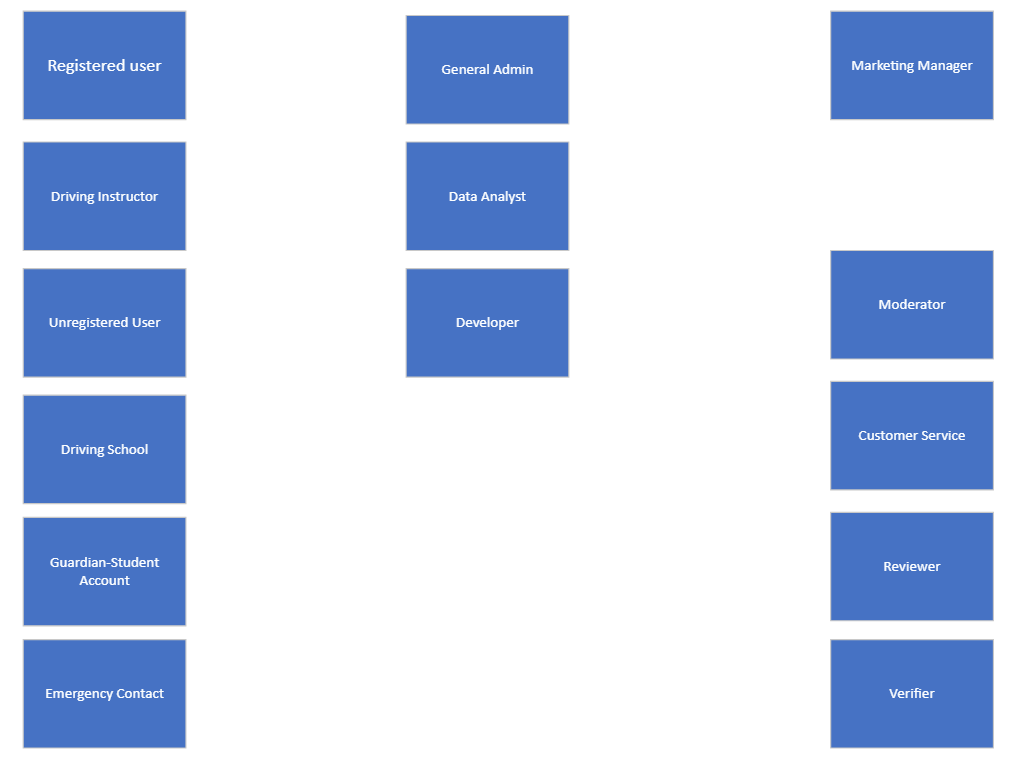 Registered user
Driving Instructor
Unregistered User
Driving School
Guardian-Student
Account
Emergency Contact
General Admin
Data Analyst
Developer
Marketing Manager
Moderator
Customer Service
Reviewer
Verifier